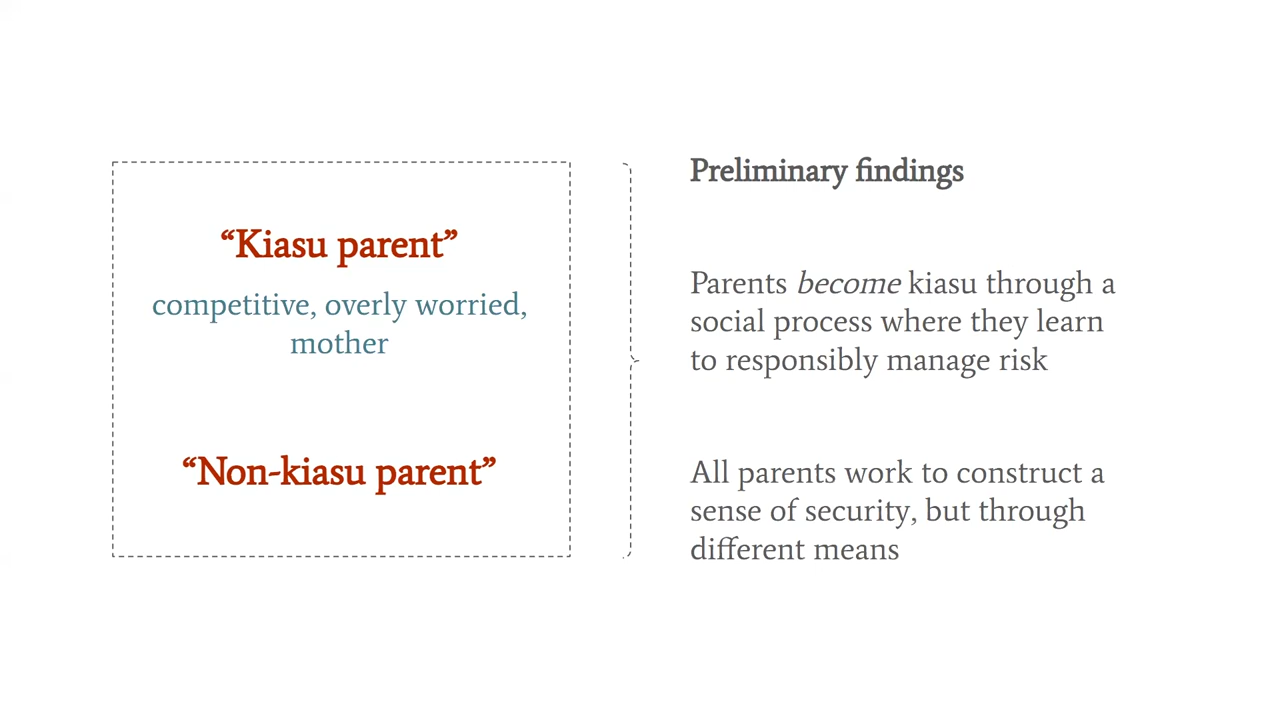 “Kiasu parent”
competitive, overly worried,
mother
“Non-kiasu parent”
Preliminary findings
Parents become kiasu through a
social process where they learn
to responsibly manage risk
All parents work to construct a
sense of security, but through
different means